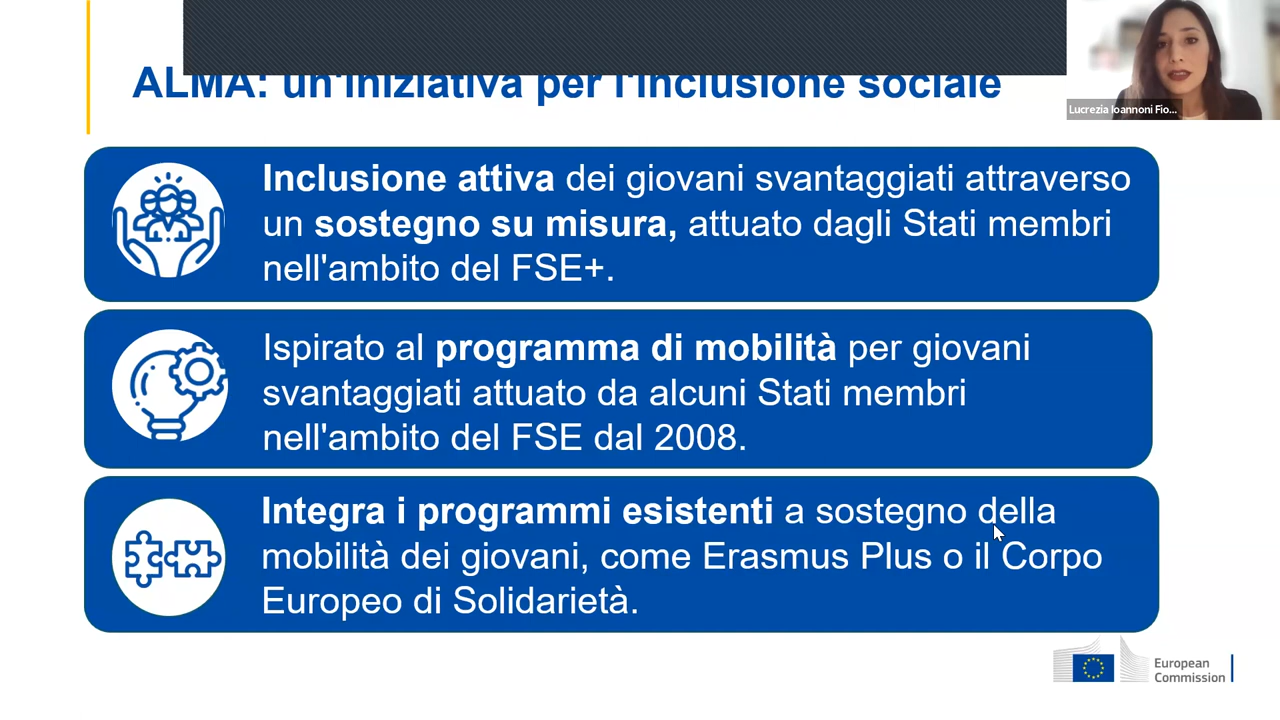 ALMA: un'iniziativa per l'inclusione sociale
Lucrezia Ioannoni Fio...
Inclusione attiva dei giovani svantaggiati attraverso
un sostegno su misura, attuato dagli Stati membri
nell'ambito del FSE+.
Ispirato al programma di mobilità per giovani
svantaggiati attuato da alcuni Stati membri
nell'ambito del FSE dal 2008.
Integra i programmi esistenti a sostegno della
mobilità dei giovani, come Erasmus Plus o il Corpo
Europeo di Solidarietà.
European
Commission